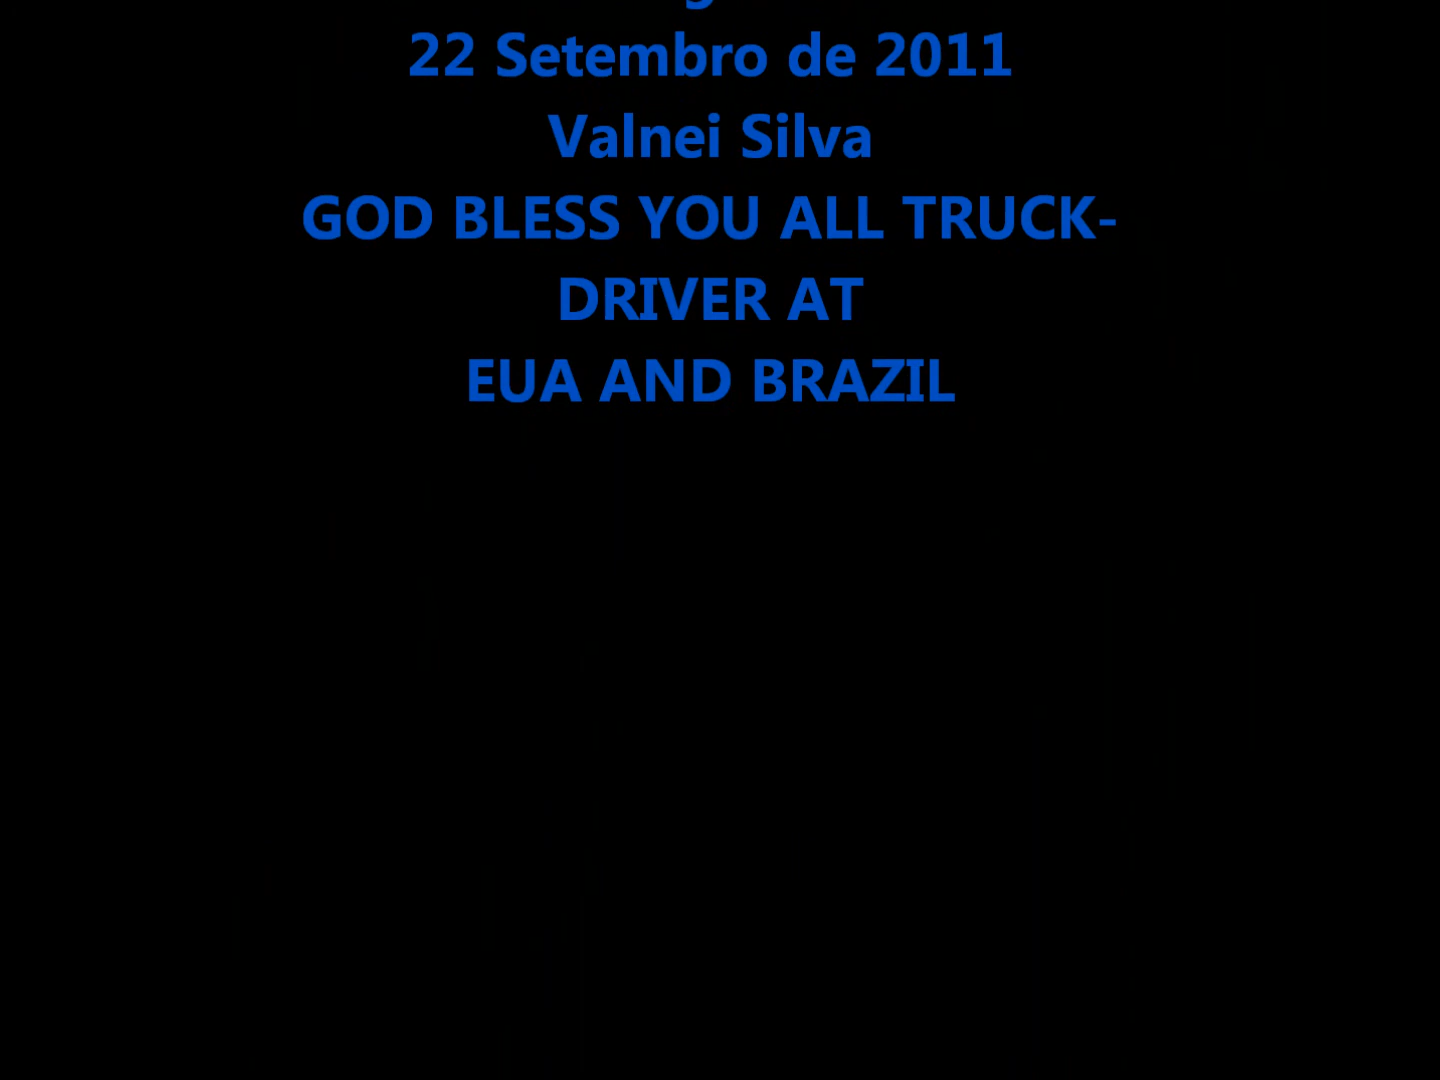 22 Setembro de 2011
Valnei Silva
GOD BLESS YOU ALL TRUCK-
DRIVER AT
EUA AND BRAZIL